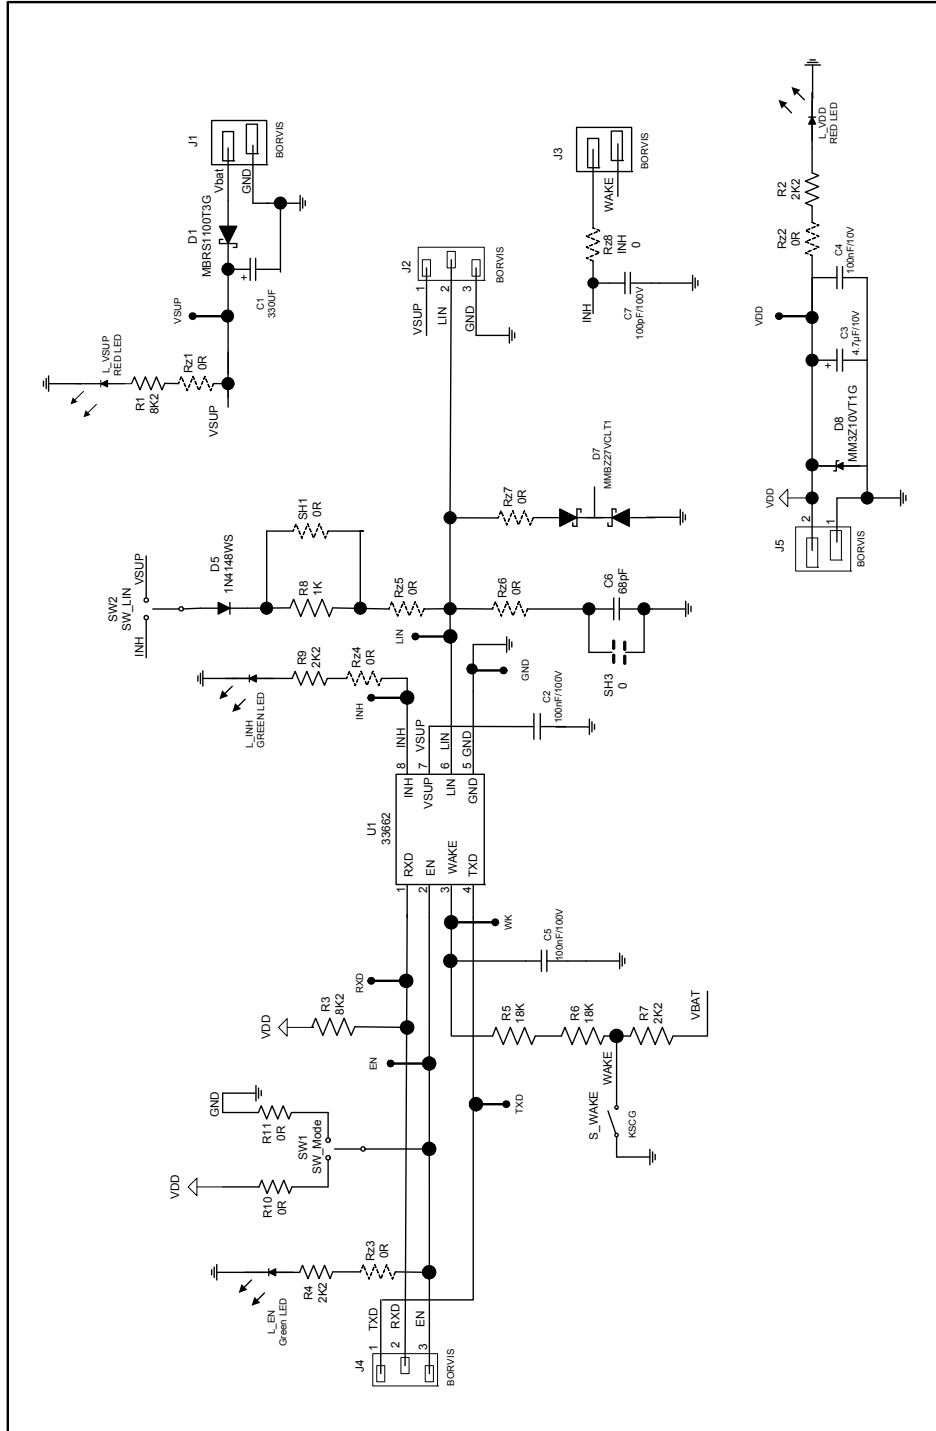 J1
BORVIS
Vbat
GND
D1
MBRS1100T3G
C1
330UF
VSUP
L_VSUP
RED LED
R1
8K2
Rz1
0R
VSUP
J2
BORVIS
1
2
3
VSUP
LIN
GND
J3
BORVIS
WAKE
Rz8
INH
0
INH
C7
100pF/100V
L_VDD
RED LED
R2
2K2
Rz2
0R
C4
100nF/10V
VDD
C3
4.7µF/10V
D8
MM3Z10VT1G
VDD
2
1
J5
BORVIS
SW2
SW_LIN
VSUP
INH
D5
1N4148WS
SH1
0R
R8
1K
Rz5
0R
Rz7
0R
D7
MMBZ27VCLT1
Rz6
0R
C6
68pF
SH3
0
LIN
GND
L_INH
GREEN LED
R9
2K2
Rz4
0R
INH
INH
VSUP
LIN
GND
8
7
6
5
C2
100nF/100V
U1
33662
INH
VSUP
LIN
GND
RXD
EN
WAKE
TXD
1
2
3
4
WK
C5
100nF/100V
RXD
R3
8K2
VDD
EN
TXD
R5
18K
R6
18K
R7
2K2
VBAT
WAKE
S_WAKE
KSCG
GND
R11
0R
SW1
SW_Mode
VDD
R10
0R
L_EN
Green LED
R4
2K2
Rz3
0R
TXD
RXD
EN
1
2
3
J4
BORVIS